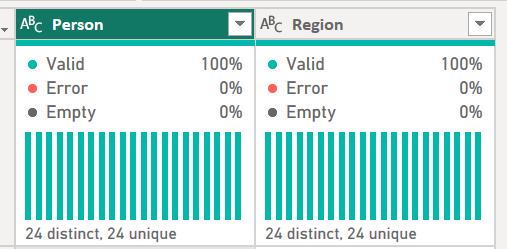 ABC Person ABC Region
Valid 100% Valid 100%
Error 0% Error 0%
Empty 0% Empty 0%
24 distinct, 24 unique 24 distinct, 24 unique